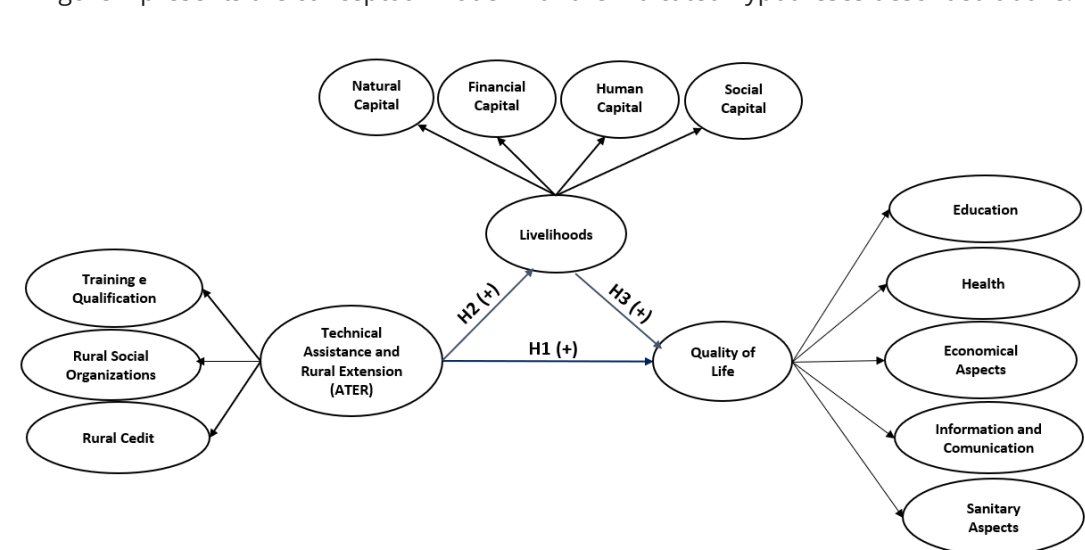 Natural
Capital
Financial
Capital
Human
Capital
Social
Capital
Livelihoods
Education
Health
Economical
Aspects
Information and
Comunication
Sanitary
Aspects
Training e
Qualification
Rural Social
Organizations
Rural Cedit
Technical
Assistance and
Rural Extension
(ATER)
H2 (+)
H3 (+)
H1 (+)
Quality of
Life